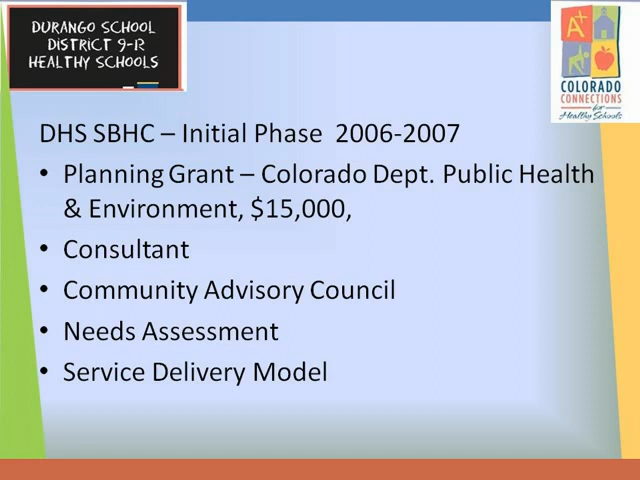 DURANGO SCHOOL
DISTRICT 9-R
HEALTHY SCHOOLS
A+
COLORADO
CONNECTIONS
for
Healthy Schools
DHS SBHC – Initial Phase 2006-2007
• Planning Grant – Colorado Dept. Public Health
& Environment, $15,000,
• Consultant
• Community Advisory Council
• Needs Assessment
• Service Delivery Model